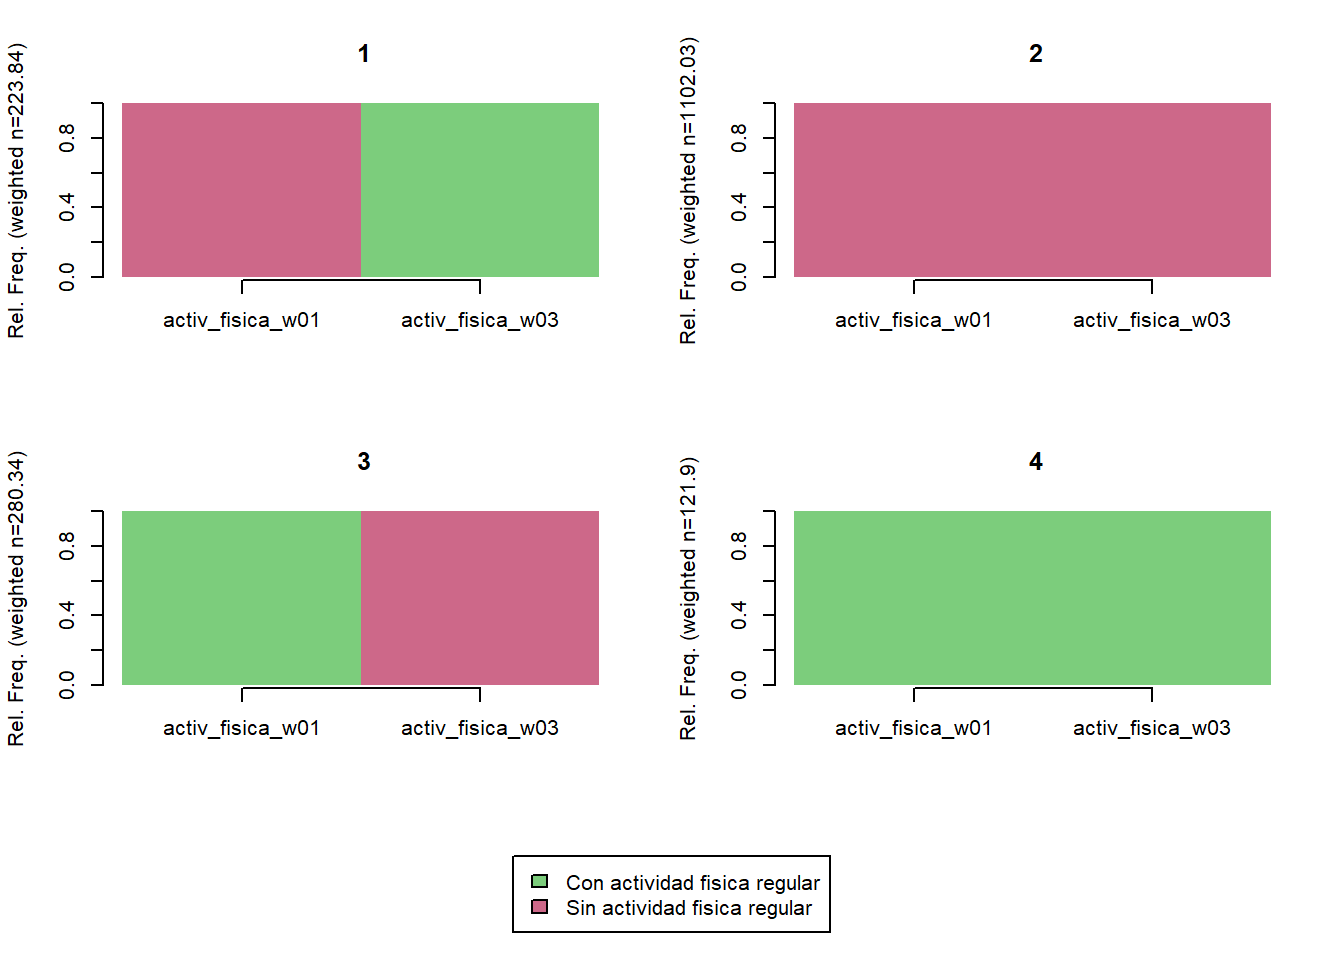 1
Rel. Freq. (weighted n=223.84)
0.0
0.4
0.8
activ_fisica_w01
activ_fisica_w03
2
Rel. Freq. (weighted n=1102.03)
0.0
0.4
0.8
activ_fisica_w01
activ_fisica_w03
3
Rel. Freq. (weighted n=280.34)
0.0
0.4
0.8
activ_fisica_w01
activ_fisica_w03
4
Rel. Freq. (weighted n=121.9)
0.0
0.4
0.8
activ_fisica_w01
activ_fisica_w03
Con actividad fisica regular
Sin actividad fisica regular